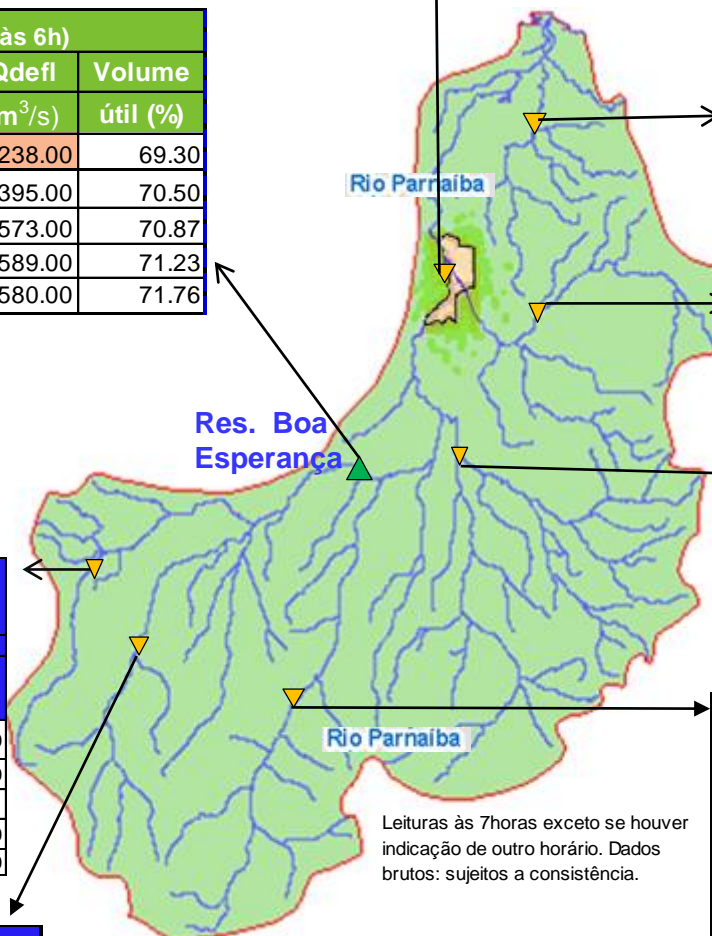 às 6h)
Qdefl Volume
m³/s) útil (%)
238.00 69.30
395.00 70.50
573.00 70.87
589.00 71.23
580.00 71.76
Rio Parnaíba
Res. Boa
Esperança
Rio Parnaíba
Leituras às 7horas exceto se houver
indicação de outro horário. Dados
brutos: sujeitos a consistência.